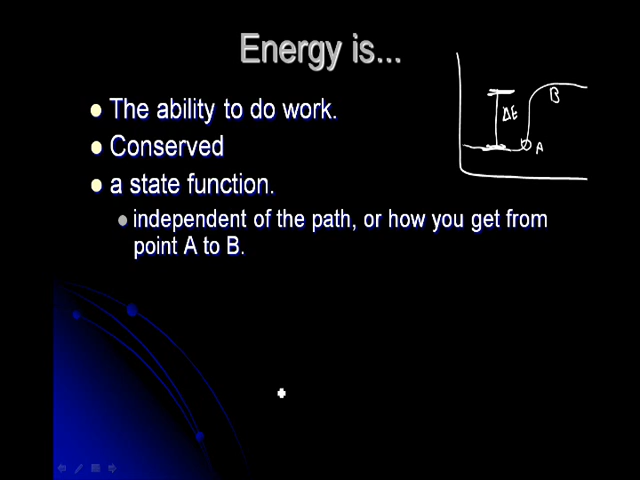 Energy is...
The ability to do work.
Conserved
a state function.
independent of the path, or how you get from
point A to B.
B
ΔE
A